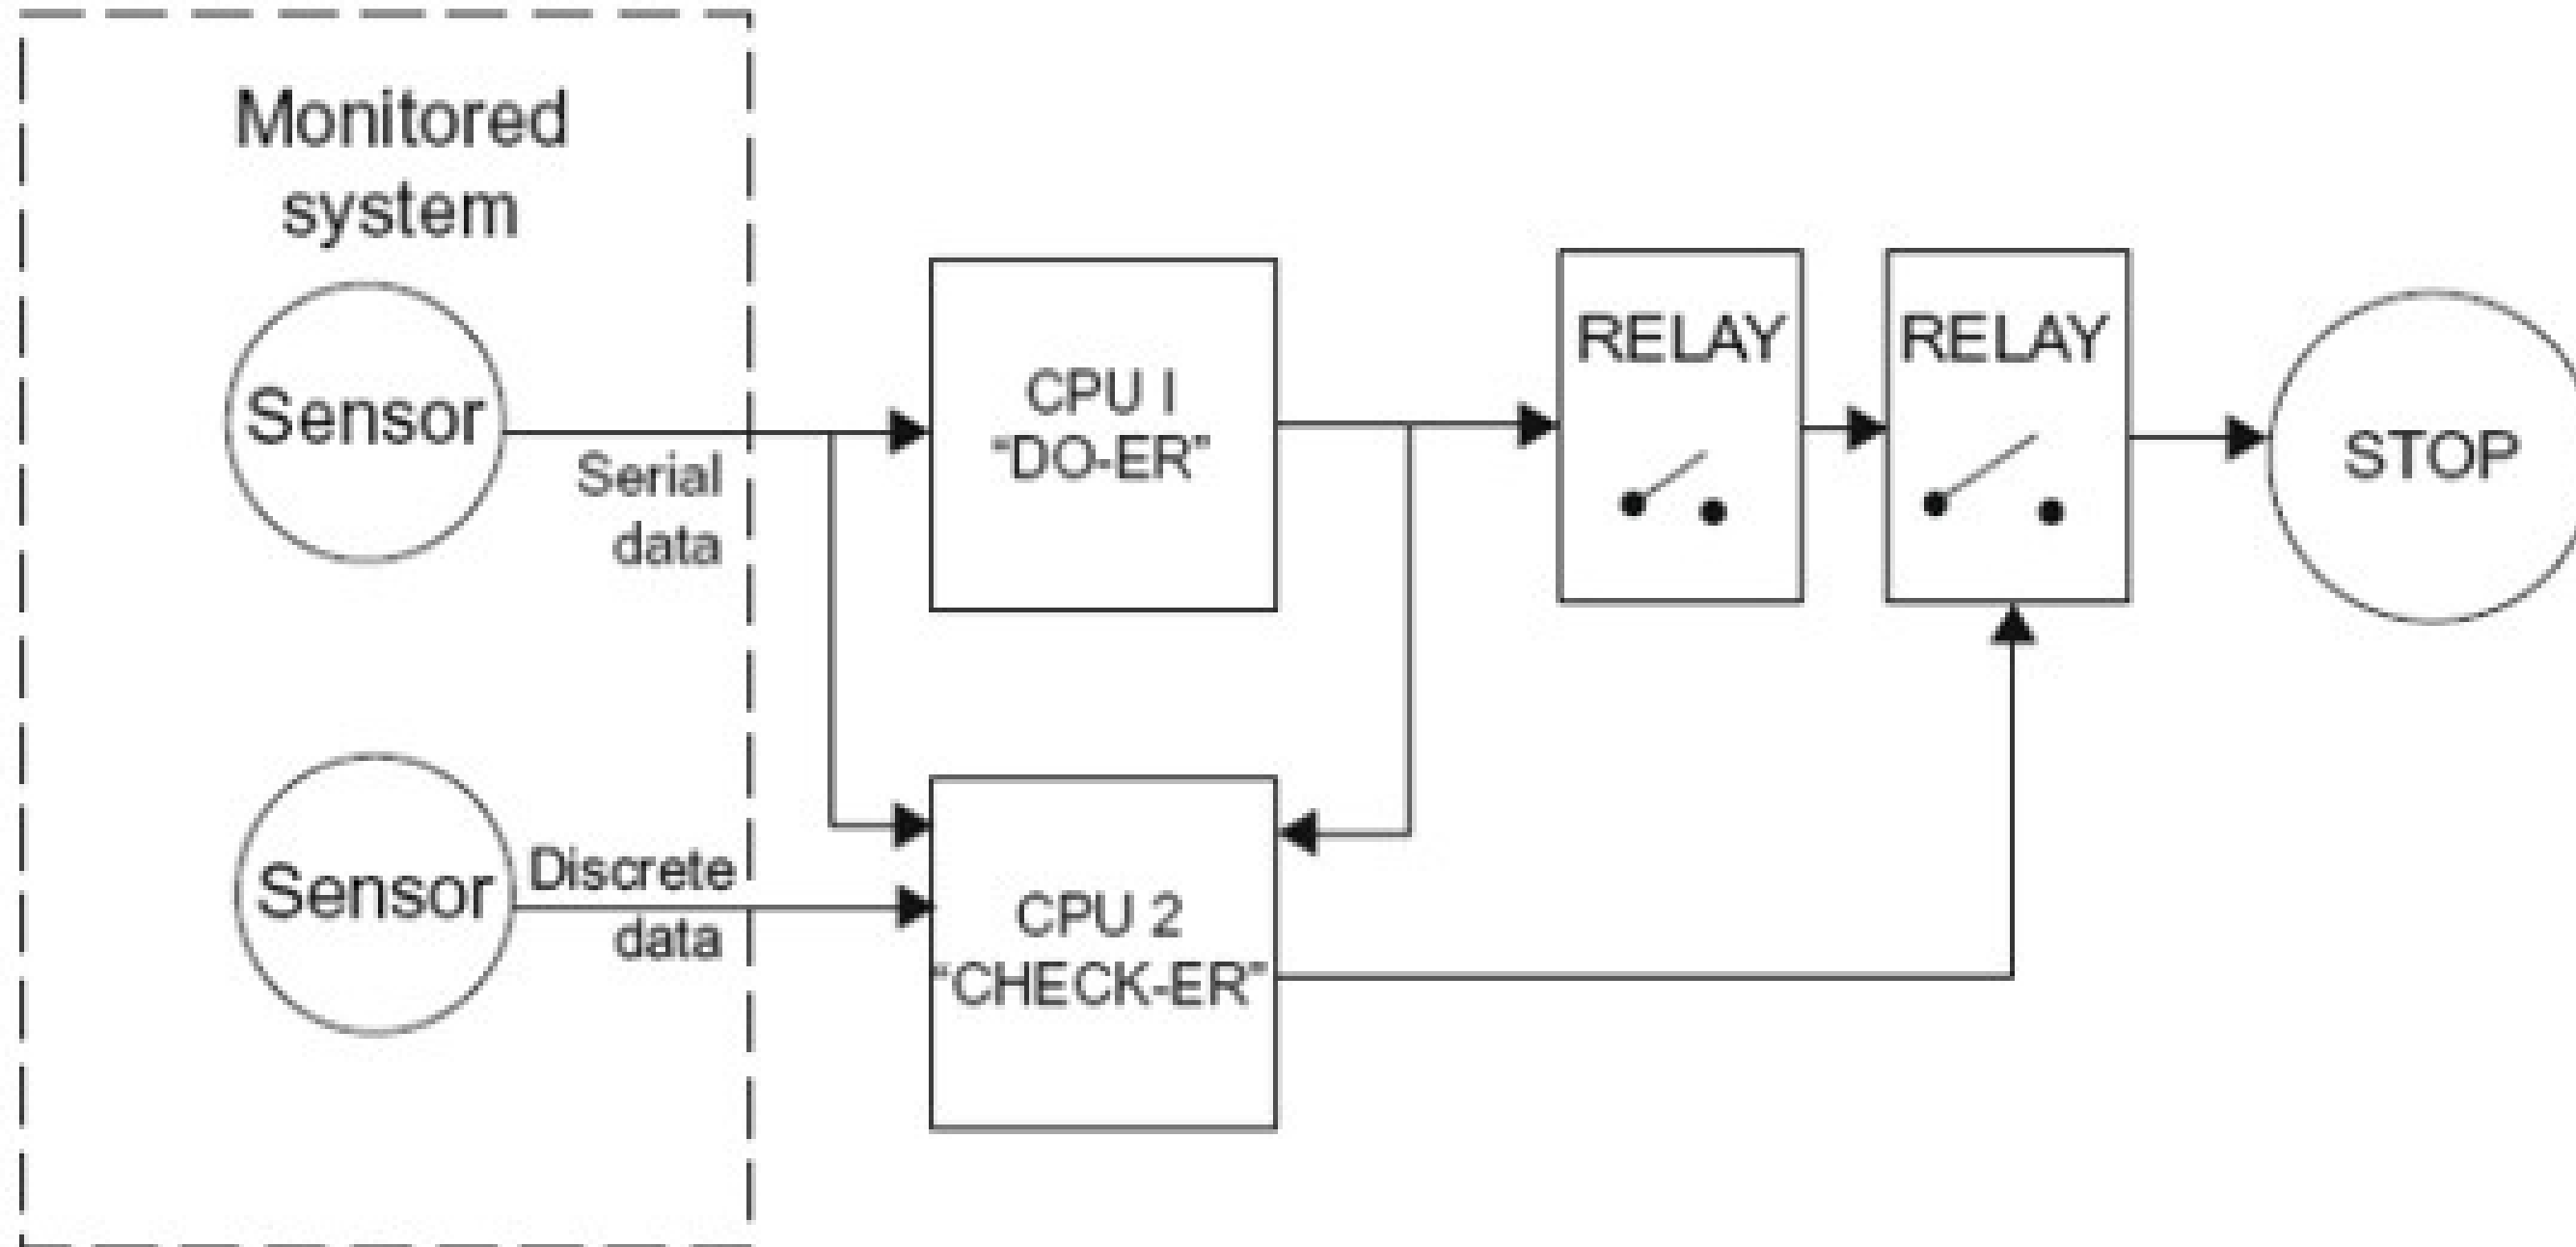 Monitored
system
Sensor
Serial
data
CPU I
“DO-ER”
RELAY
RELAY
STOP
Sensor
Discrete
data
CPU 2
“CHECK-ER”